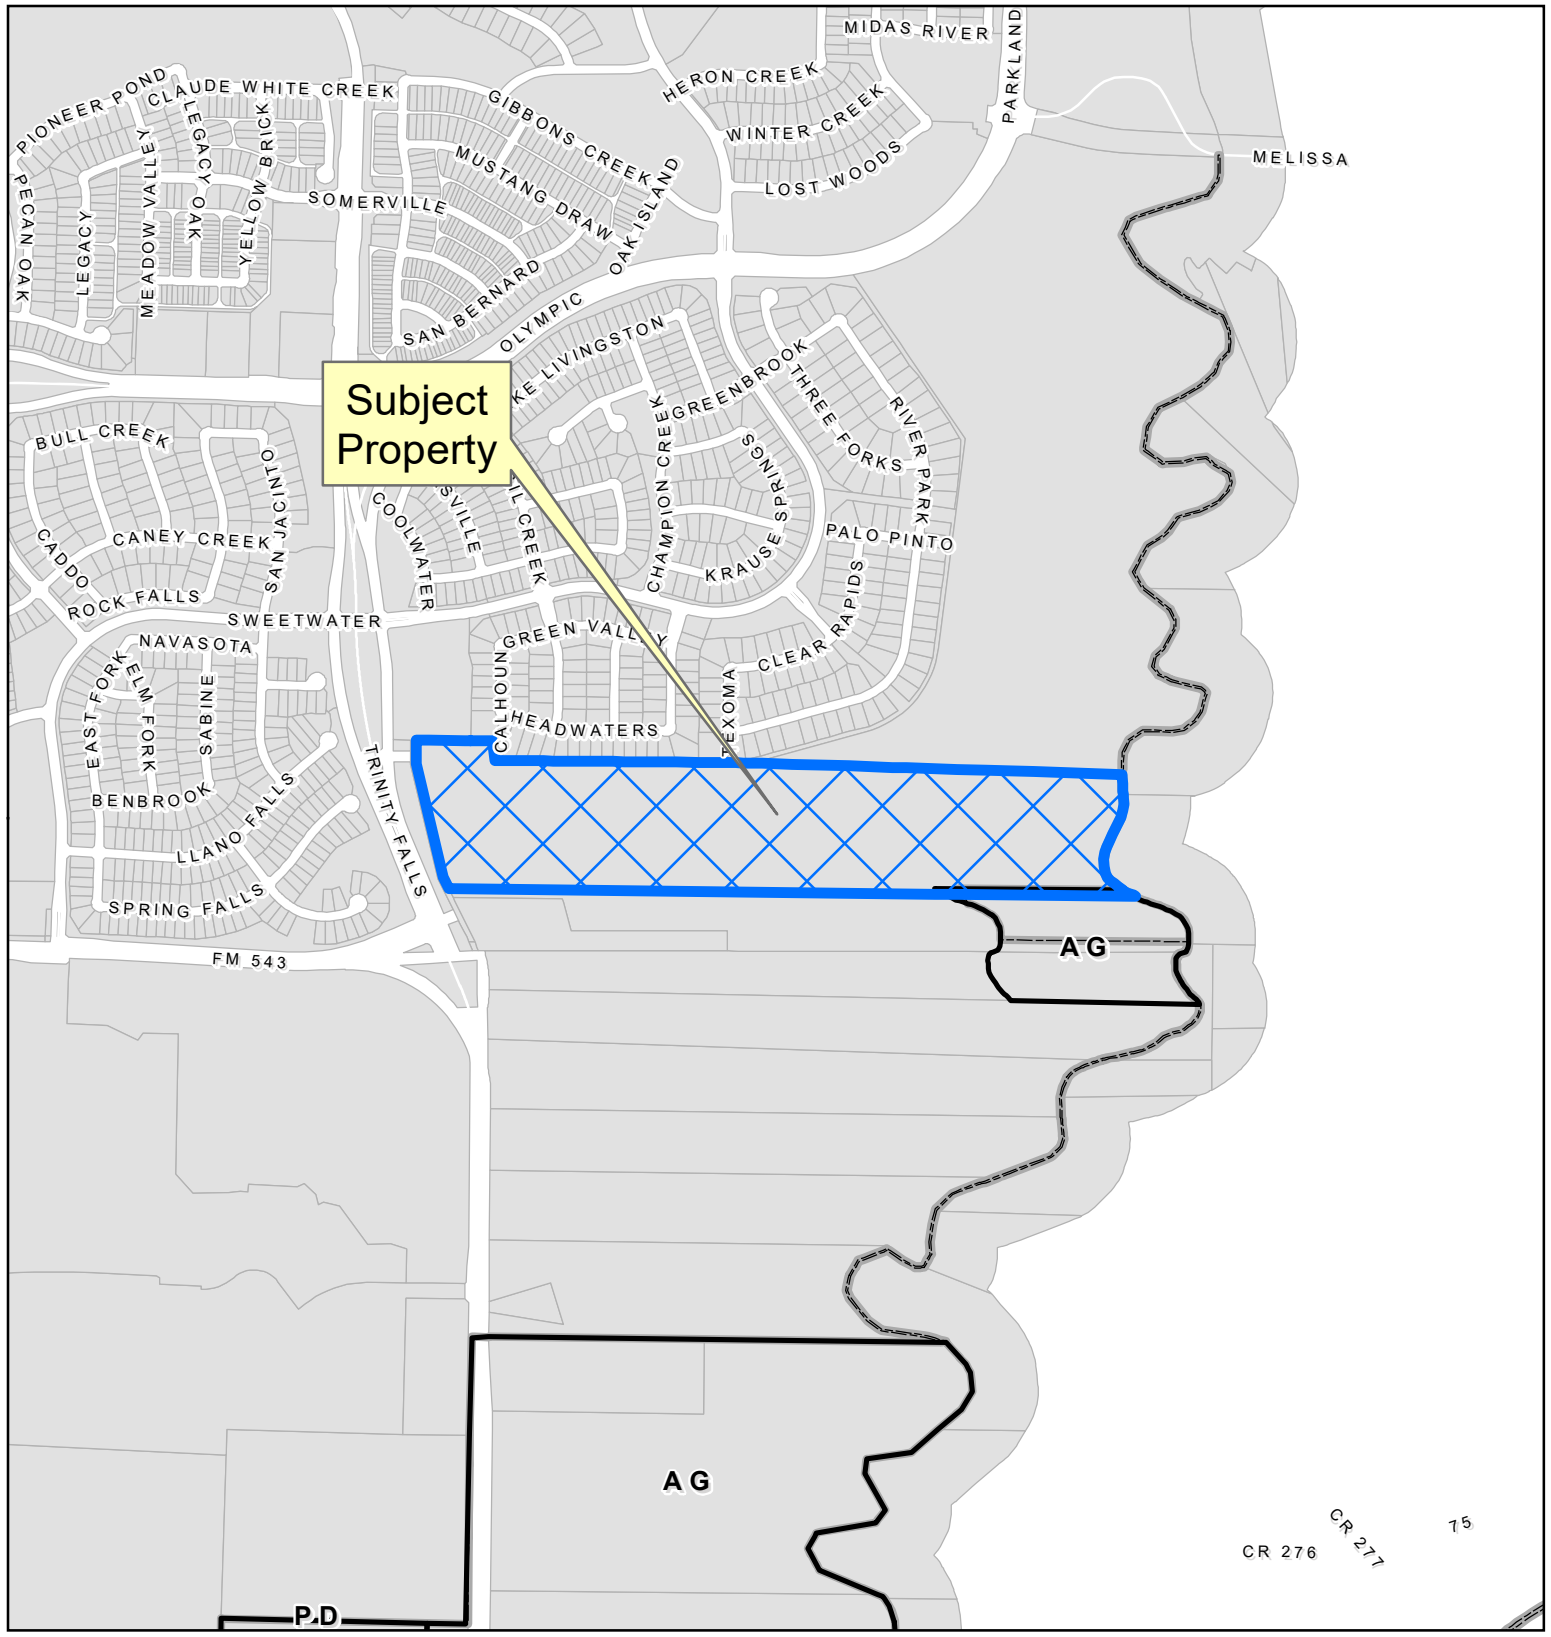 MIDAS RIVER
PARKLAND
PIONEER POND
CLAUDE WHITE CREEK
HERON CREEK
GIBBONS CREEK
WINTER CREEK
LEGACY OAK
YELLOW BRICK
MEADOW VALLEY
MUSTANG DRAW
LOST WOODS
MELISSA
PECAN OAK
LEGACY
SOMERVILLE
OAK ISLAND
SAN BERNARD
OLYMPIC
Subject
Property
KE LIVINGSTON
GREENBROOK
THREE FORKS
RIVER PARK
BULL CREEK
SAN JACINTO
CHAMPION CREEK
SPRINGS
KRAUSE
COOLWATER
SVILLE
IL CREEK
CADDO
CANEY CREEK
PALO PINTO
ROCK FALLS
SWEETWATER
CLEAR RAPIDS
NAVASOTA
GREEN VALLEY
EAST FORK
ELM FORK
SABINE
CALHOUN
HEADWATERS
TEXOMA
BENBROOK
LLANO FALLS
TRINITY FALLS
SPRING FALLS
FM 543
AG
AG
CR 276
CR 277
75
PD